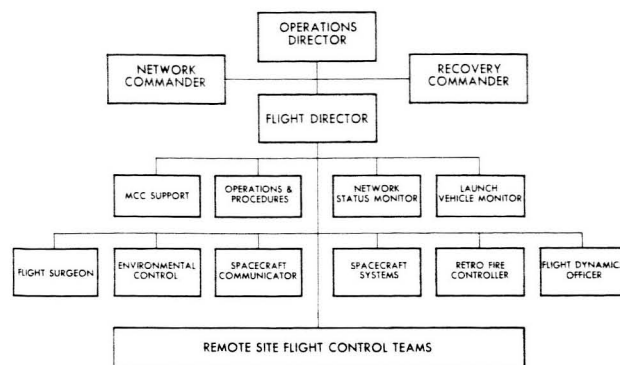 OPERATIONS
DIRECTOR
NETWORK
COMMANDER
RECOVERY
COMMANDER
FLIGHT DIRECTOR
MCC SUPPORT
OPERATIONS &
PROCEDURES
NETWORK
STATUS MONITOR
LAUNCH
VEHICLE MONITOR
FLIGHT SURGEON
ENVIRONMENTAL
CONTROL
SPACECRAFT
COMMUNICATOR
SPACECRAFT
SYSTEMS
RETRO FIRE
CONTROLLER
FLIGHT DYNAMICS
OFFICER
REMOTE SITE FLIGHT CONTROL TEAMS